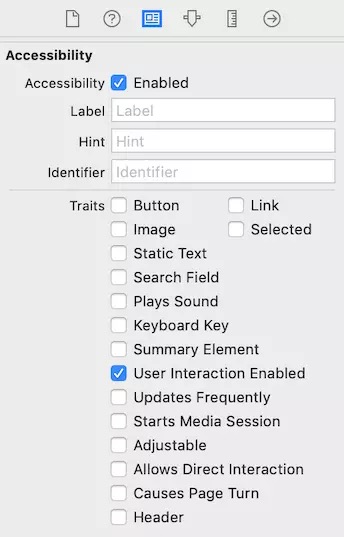 Accessibility
Accessibility Enabled
Label Label
Hint Hint
Identifier Identifier
Traits Button Link
Image Selected
Static Text
Search Field
Plays Sound
Keyboard Key
Summary Element
User Interaction Enabled
Updates Frequently
Starts Media Session
Adjustable
Allows Direct Interaction
Causes Page Turn
Header